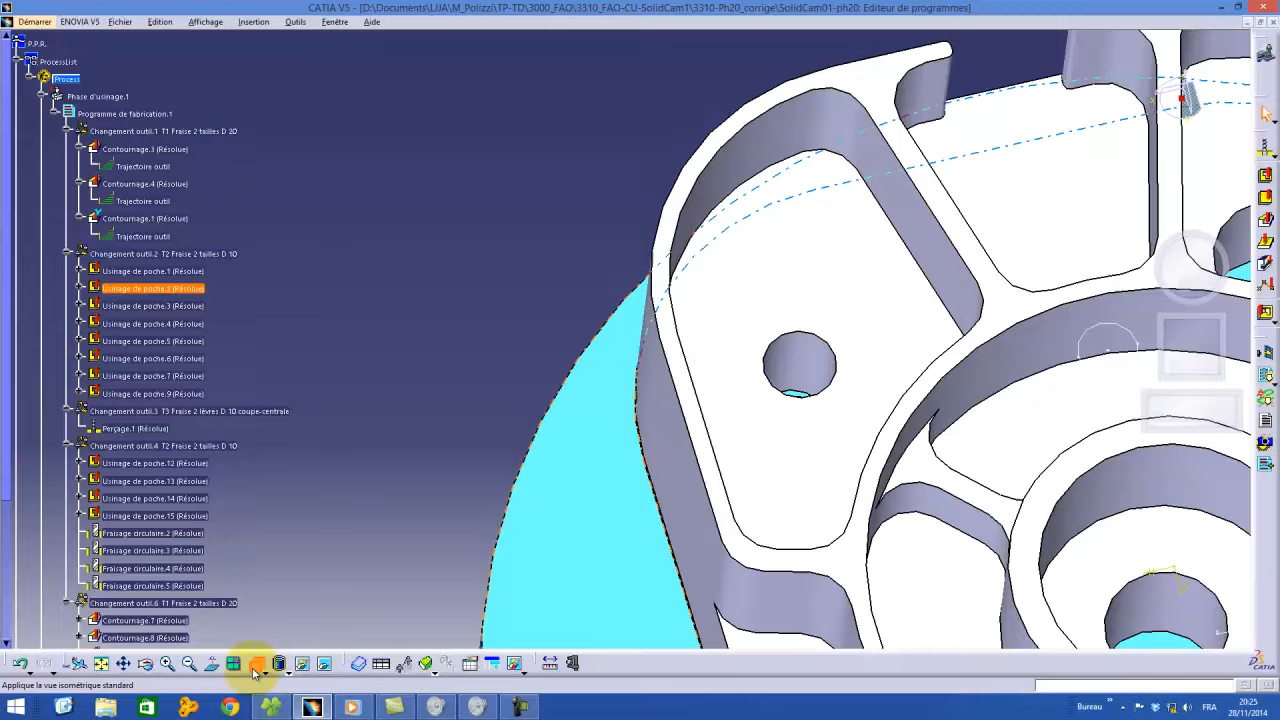 CATIA V5 - [D:\Documents\LJJA\M_Polizzi\TP-TD\3000_FAO\3310_FAO-CU-SolidCam1\3310-Ph20_corrige\SolidCam01-ph20: Editeur de programmes]
Démarrer ENOVIA V5 Fichier Edition Affichage Insertion Outils Fenêtre Aide
P.P.R.
ProcessList
Process
Phase d'usinage.1
Programme de fabrication.1
Changement outil.1 T1 Fraise 2 tailles D 20
Contournage.3 (Résolue)
Trajectoire outil
Contournage.4 (Résolue)
Trajectoire outil
Contournage.1 (Résolue)
Trajectoire outil
Changement outil.2 T2 Fraise 2 tailles D 10
Usinage de poche.1 (Résolue)
Usinage de poche.2 (Résolue)
Usinage de poche.3 (Résolue)
Usinage de poche.4 (Résolue)
Usinage de poche.5 (Résolue)
Usinage de poche.6 (Résolue)
Usinage de poche.7 (Résolue)
Usinage de poche.9 (Résolue)
Changement outil.3 T3 Fraise 2 lèvres D 10 coupe-centrale
Perçage.1 (Résolue)
Changement outil.4 T2 Fraise 2 tailles D 10
Usinage de poche.12 (Résolue)
Usinage de poche.13 (Résolue)
Usinage de poche.14 (Résolue)
Usinage de poche.15 (Résolue)
Fraisage circulaire.2 (Résolue)
Fraisage circulaire.3 (Résolue)
Fraisage circulaire.4 (Résolue)
Fraisage circulaire.5 (Résolue)
Changement outil.6 T1 Fraise 2 tailles D 20
Contournage.7 (Résolue)
Contournage.8 (Résolue)
Applique la vue isométrique standard
Bureau » FRA 20:25
28/11/2014